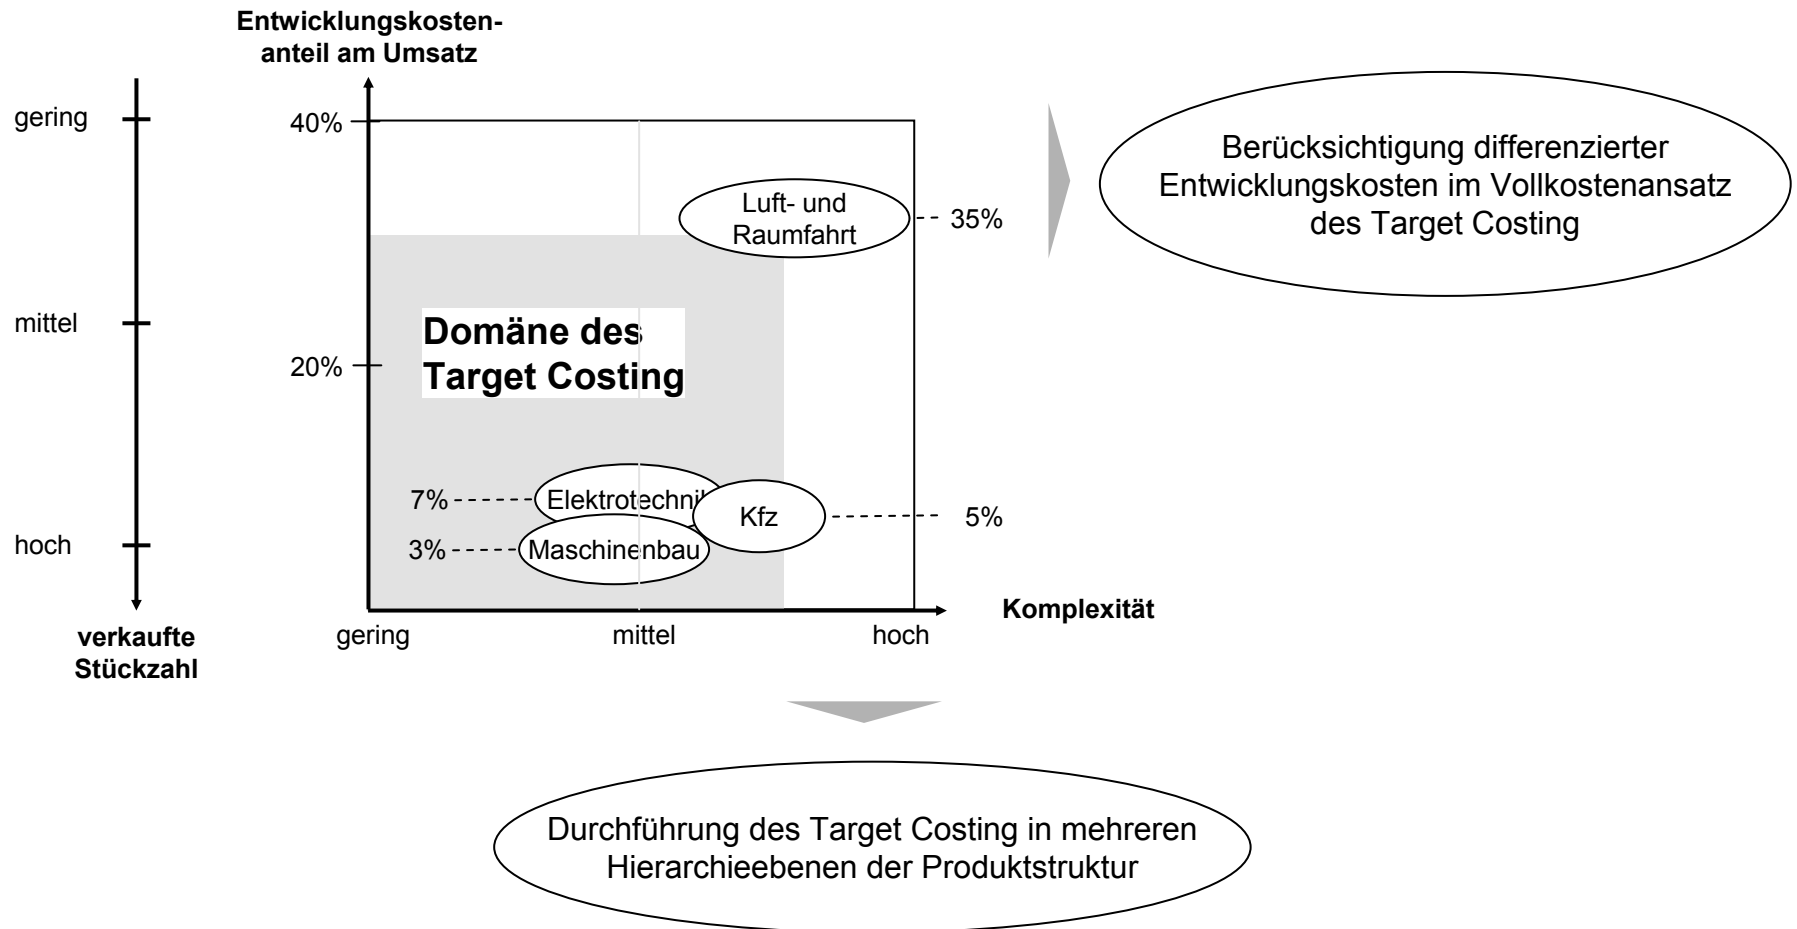 Entwicklungskosten-
anteil am Umsatz
gering
mittel
hoch
verkaufte
Stückzahl
40%
20%
Luft- und
Raumfahrt
35%
Domäne des
Target Costing
7%
Elektrotechnik
Kfz
5%
3%
Maschinenbau
Komplexität
gering
mittel
hoch
Berücksichtigung differenzierter
Entwicklungskosten im Vollkostenansatz
des Target Costing
Durchführung des Target Costing in mehreren
Hierarchieebenen der Produktstruktur